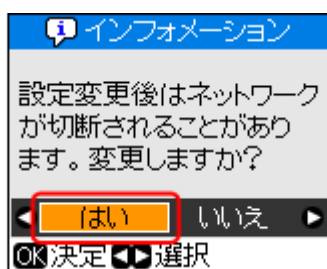 インフォメーション
設定変更後はネットワーク
が切断されることがあり
ます。変更しますか?
はい いいえ
OK決定 選択